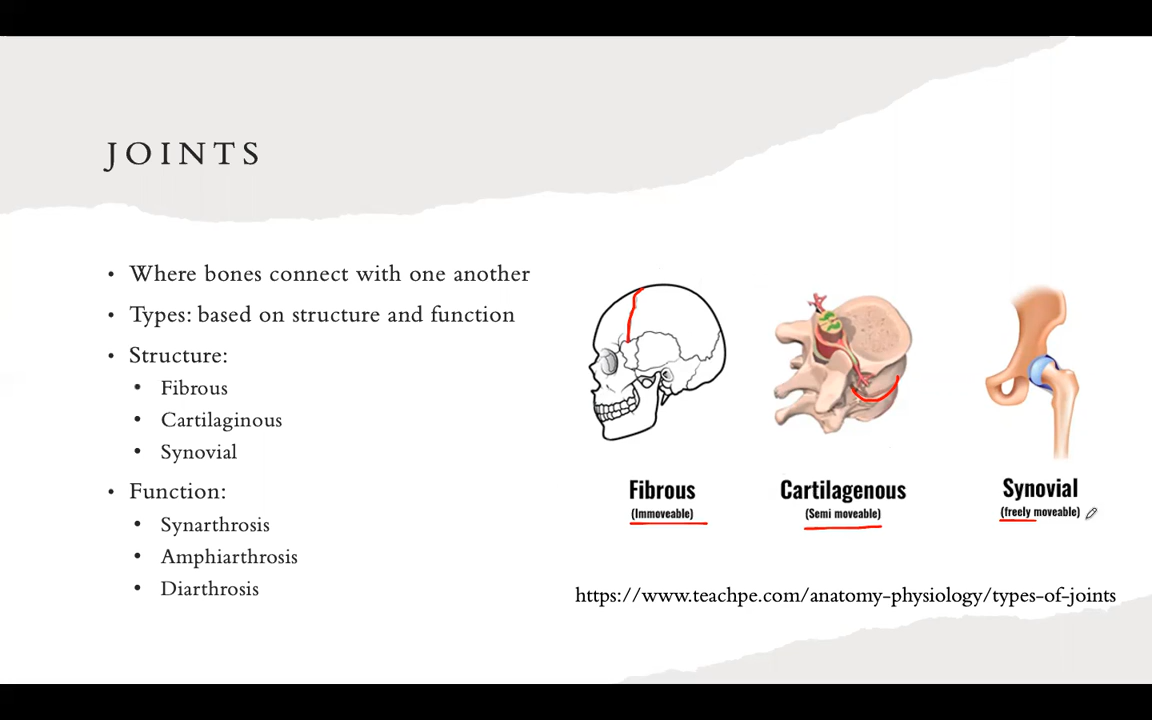 JOINTS
• Where bones connect with one another
• Types: based on structure and function
• Structure:
• Fibrous
• Cartilaginous
• Synovial
• Function:
• Synarthrosis
• Amphiarthrosis
• Diarthrosis
Fibrous
(Immoveable)
Cartilagenous
(Semi moveable)
Synovial
(freely moveable)
https://www.teachpe.com/anatomy-physiology/types-of-joints